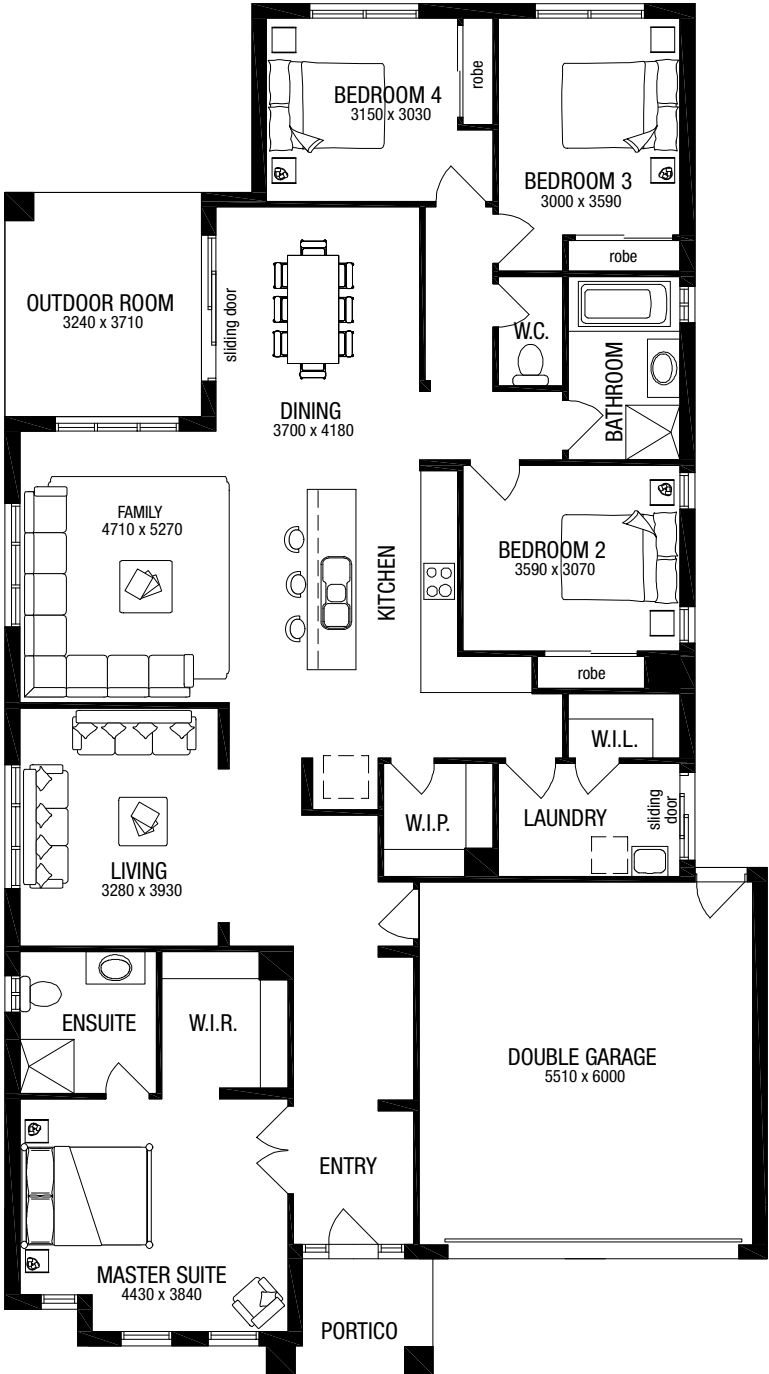 robe
BEDROOM 4
3150 x 3030
BEDROOM 3
3000 x 3590
robe
OUTDOOR ROOM
3240 x 3710
sliding door
W.C.
BATHROOM
DINING
3700 x 4180
FAMILY
4710 x 5270
KITCHEN
BEDROOM 2
3590 x 3070
robe
W.I.L.
W.I.P.
LAUNDRY
sliding
door
LIVING
3280 x 3930
ENSUITE
W.I.R.
DOUBLE GARAGE
5510 x 6000
ENTRY
MASTER SUITE
4430 x 3840
PORTICO